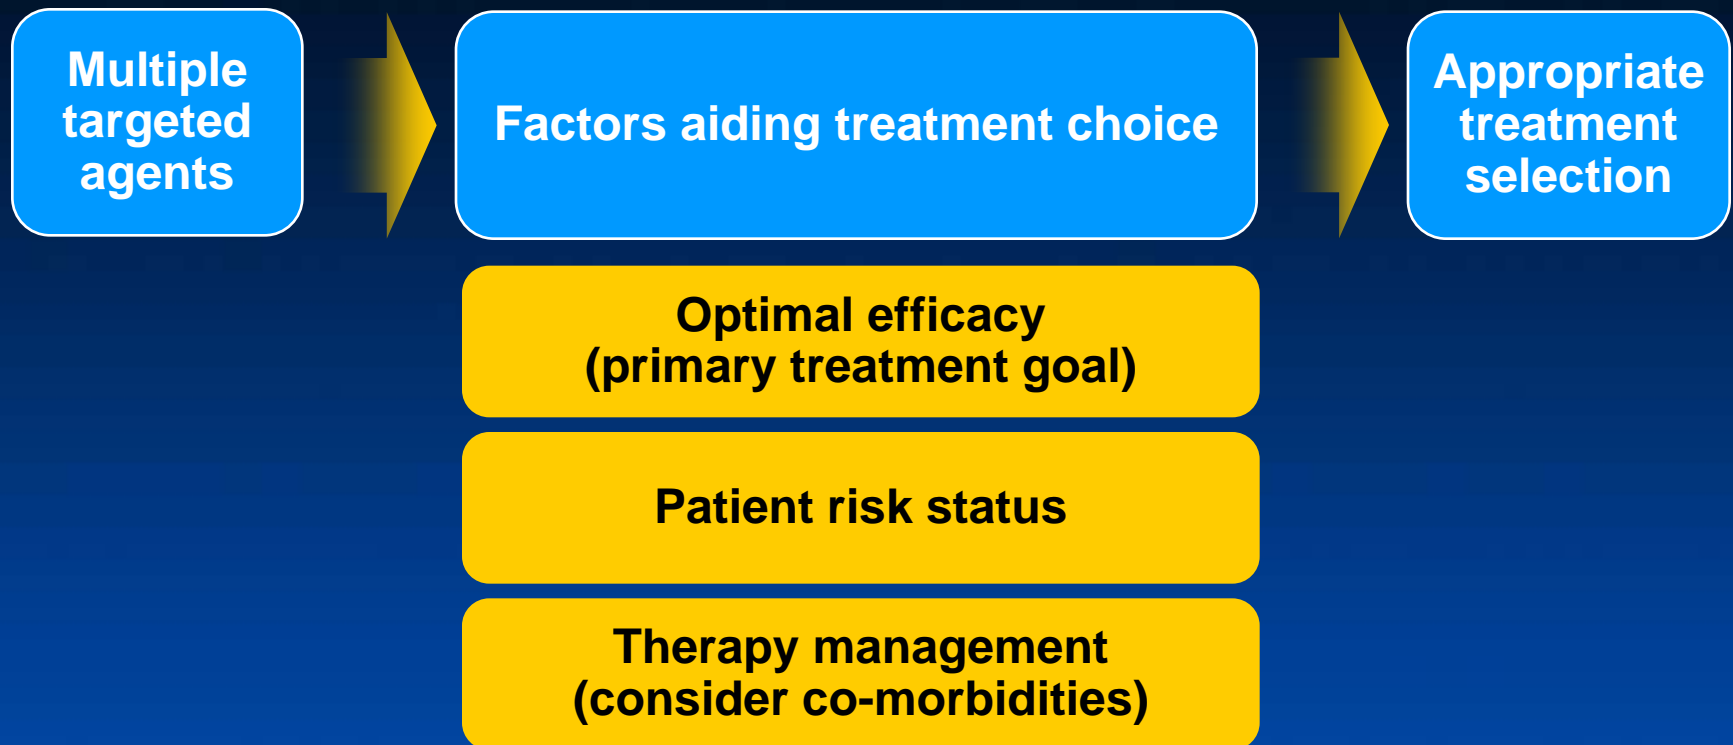 Multiple
targeted
agents
Factors aiding treatment choice
Appropriate
treatment
selection
Optimal efficacy
(primary treatment goal)
Patient risk status
Therapy management
(consider co-morbidities)